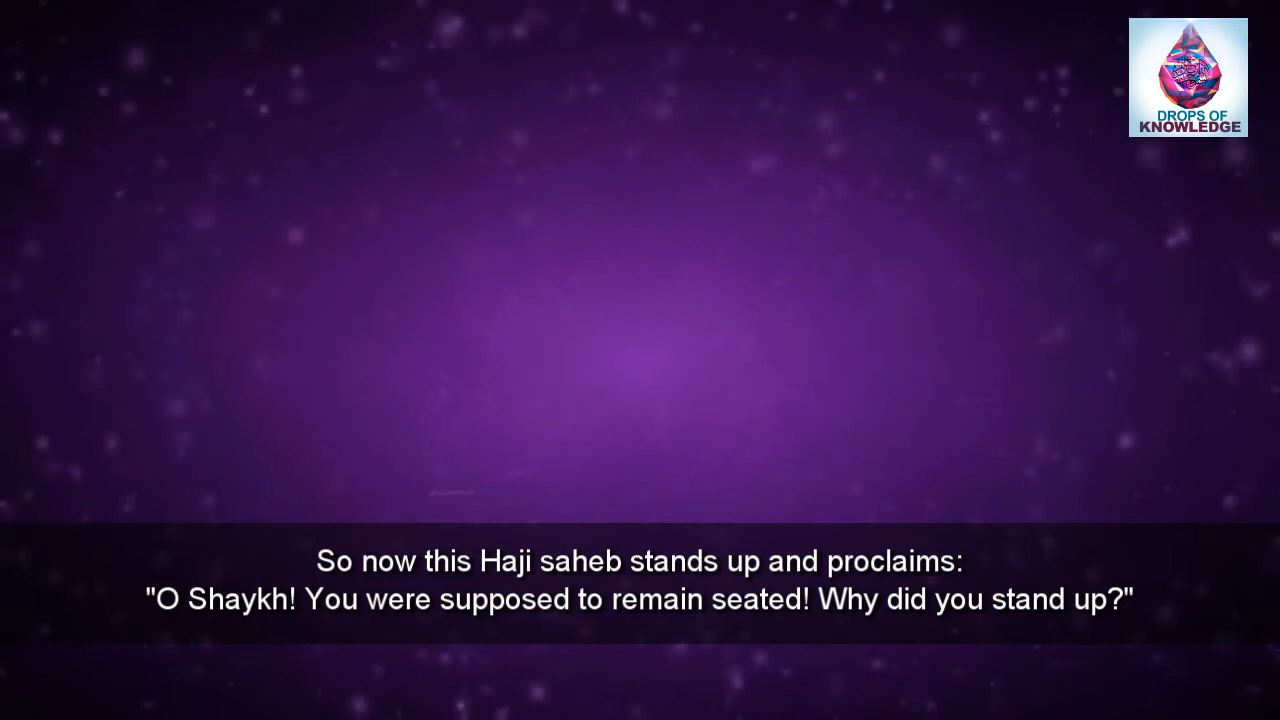 DROPS OF
KNOWLEDGE
So now this Haji saheb stands up and proclaims:
"O Shaykh! You were supposed to remain seated! Why did you stand up?"